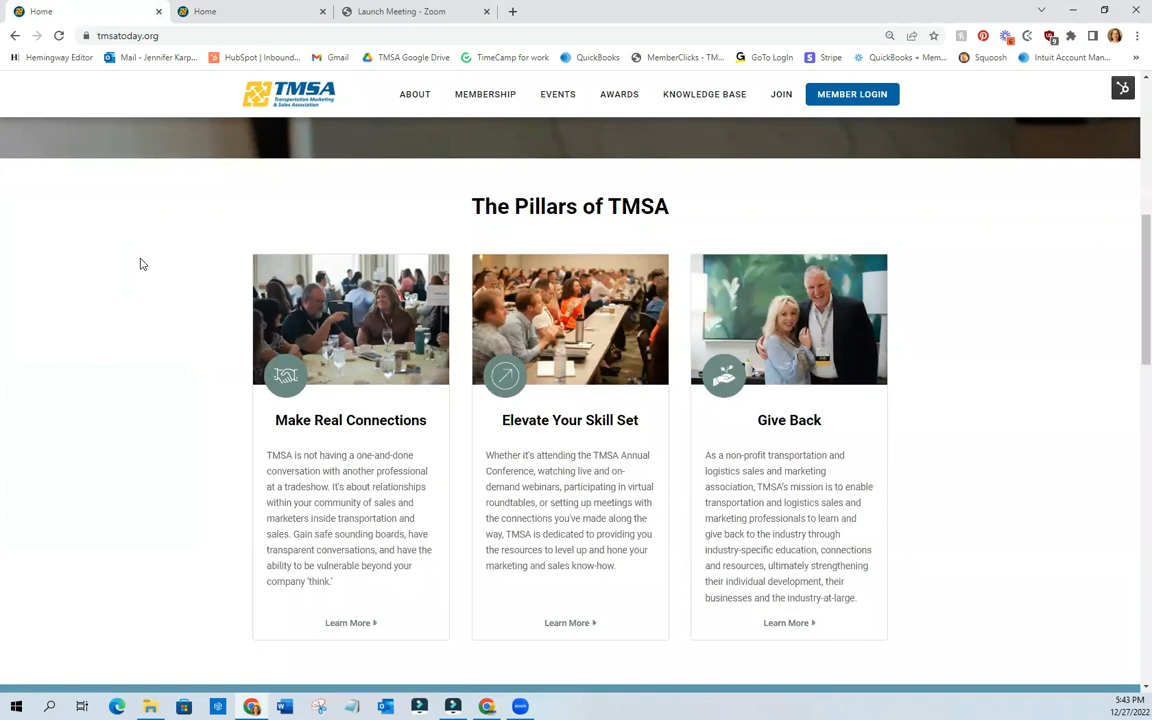 Home
Home
Launch Meeting - Zoom
tmsatoday.org
6
9
Hemingway Editor
Mail - Jennifer Karp...
HubSpot | Inbound...
Gmail
TMSA Google Drive
TimeCamp for work
QuickBooks
MemberClicks - TM...
GoTo LogIn
Stripe
QuickBooks + Mem...
Squoosh
Intuit Account Man...
TMSA
Transportation Marketing
& Sales Association
ABOUT
MEMBERSHIP
EVENTS
AWARDS
KNOWLEDGE BASE
JOIN
MEMBER LOGIN
The Pillars of TMSA
Make Real Connections
TMSA is not having a one-and-done
conversation with another professional
at a tradeshow. It's about relationships
within your community of sales and
marketers inside transportation and
sales. Gain safe sounding boards, have
transparent conversations, and have the
ability to be vulnerable beyond your
company 'think.'
Learn More
Elevate Your Skill Set
Whether it's attending the TMSA Annual
Conference, watching live and on-
demand webinars, participating in virtual
roundtables, or setting up meetings with
the connections you've made along the
way, TMSA is dedicated to providing you
the resources to level up and hone your
marketing and sales know-how.
Learn More
Give Back
As a non-profit transportation and
logistics sales and marketing
association, TMSA's mission is to enable
transportation and logistics sales and
marketing professionals to learn and
give back to the industry through
industry-specific education, connections
and resources, ultimately strengthening
their individual development, their
businesses and the industry-at-large.
Learn More
5:43 PM
12/27/2022